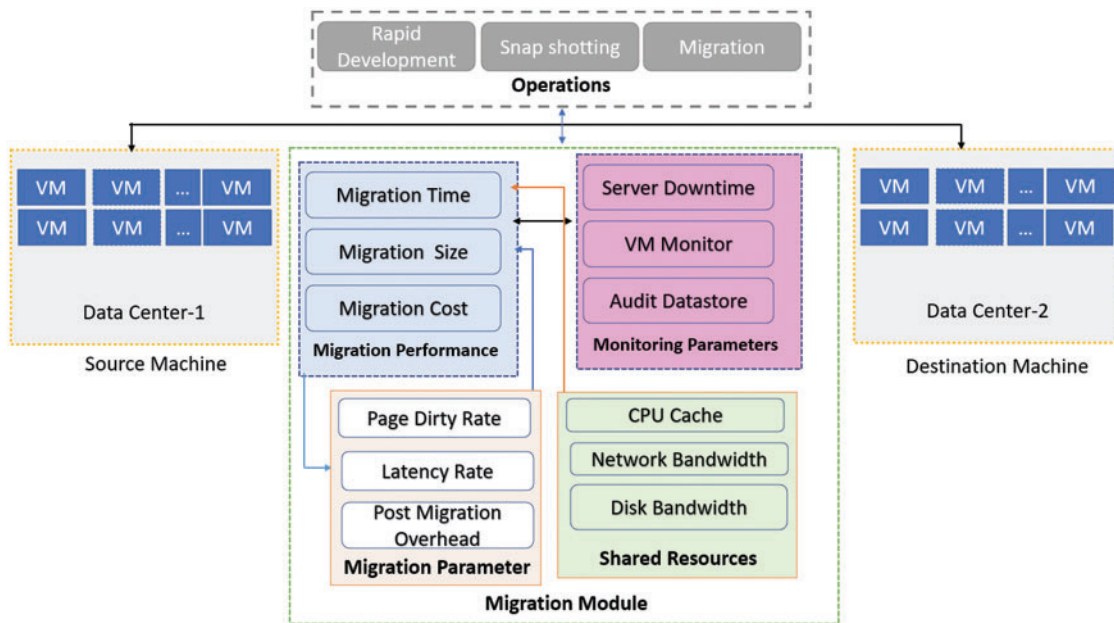 Rapid
Development
Snap shotting
Migration
Operations
VM VM ... VM
VM VM ... VM
Data Center-1
Source Machine
Migration Time
Migration Size
Migration Cost
Migration Performance
Server Downtime
VM Monitor
Audit Datastore
Monitoring Parameters
VM VM ... VM
VM VM ... VM
Data Center-2
Destination Machine
Page Dirty Rate
Latency Rate
Post Migration
Overhead
Migration Parameter
CPU Cache
Network Bandwidth
Disk Bandwidth
Shared Resources
Migration Module